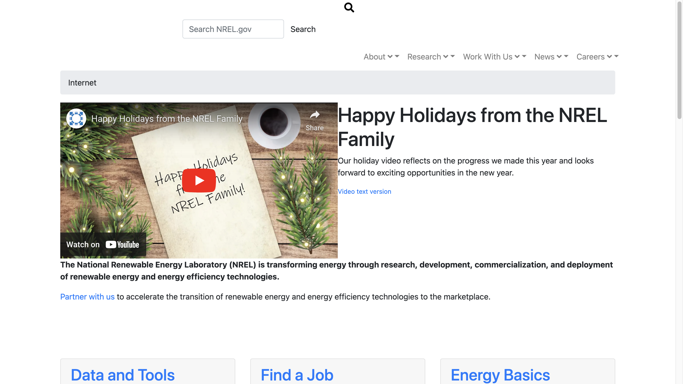 Search NREL.gov
Search
About
Research
Work With Us
News
Careers
Internet
Happy Holidays from the NREL Family
Share
Happy Holidays
from the
NREL Family!
Watch on YouTube
Happy Holidays from the NREL
Family
Our holiday video reflects on the progress we made this year and looks
forward to exciting opportunities in the new year.
Video text version
The National Renewable Energy Laboratory (NREL) is transforming energy through research, development, commercialization, and deployment
of renewable energy and energy efficiency technologies.
Partner with us to accelerate the transition of renewable energy and energy efficiency technologies to the marketplace.
Data and Tools
Find a Job
Energy Basics